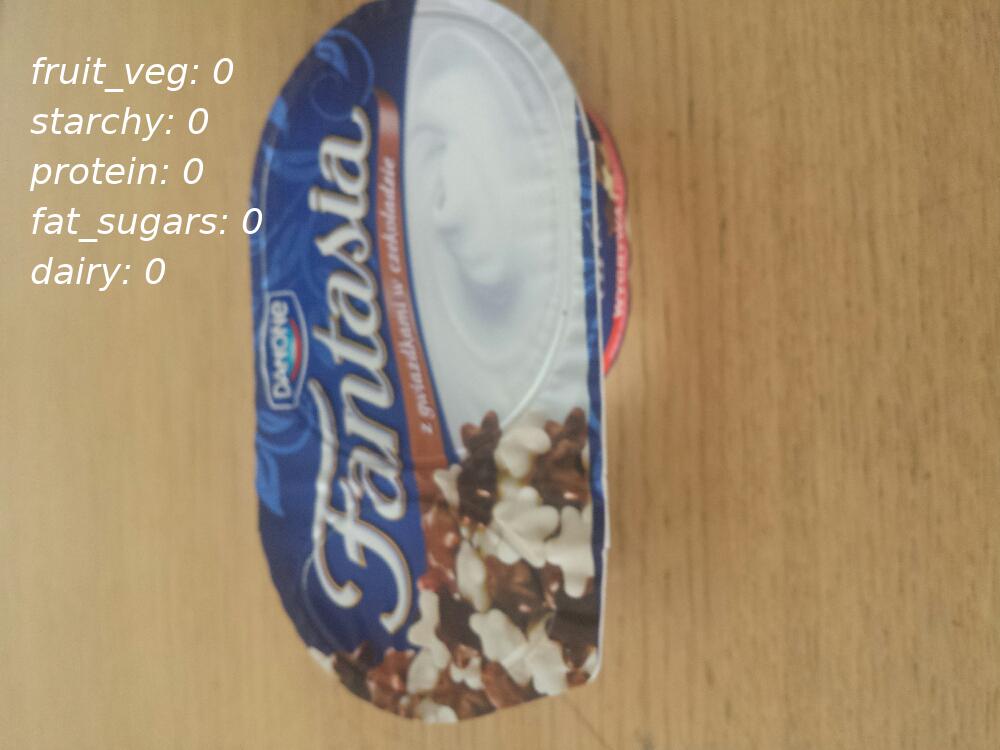 fruit_veg: 0
starchy: 0
protein: 0
fat_sugars: 0
dairy: 0
DANONE
Fantasia
z gwiazdkami w czekoladzie